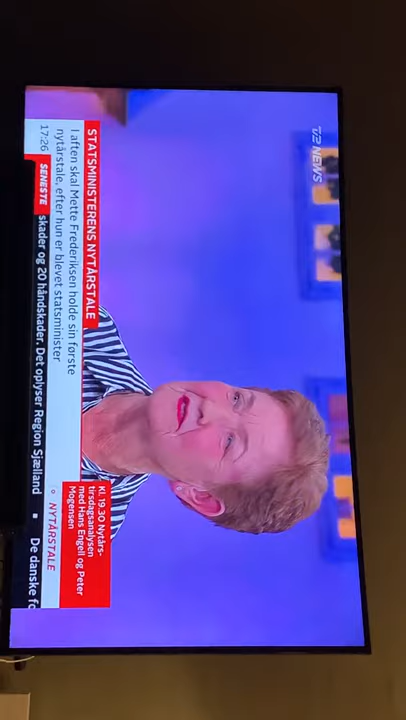 TV2 NEWS
STATSMINISTERENS NYTÅRSTALE
I aften skal Mette Frederiksen holde sin første
nytårstale, efter hun er blevet statsminister
Kl. 19.30 Nytårs-
tirsdagsanalysen
med Hans Engell og Peter
Mogensen
NYTÅRSTALE
17:26 SENESTE skader og 20 håndskader. Det oplyser Region Sjælland ▪ De danske fo